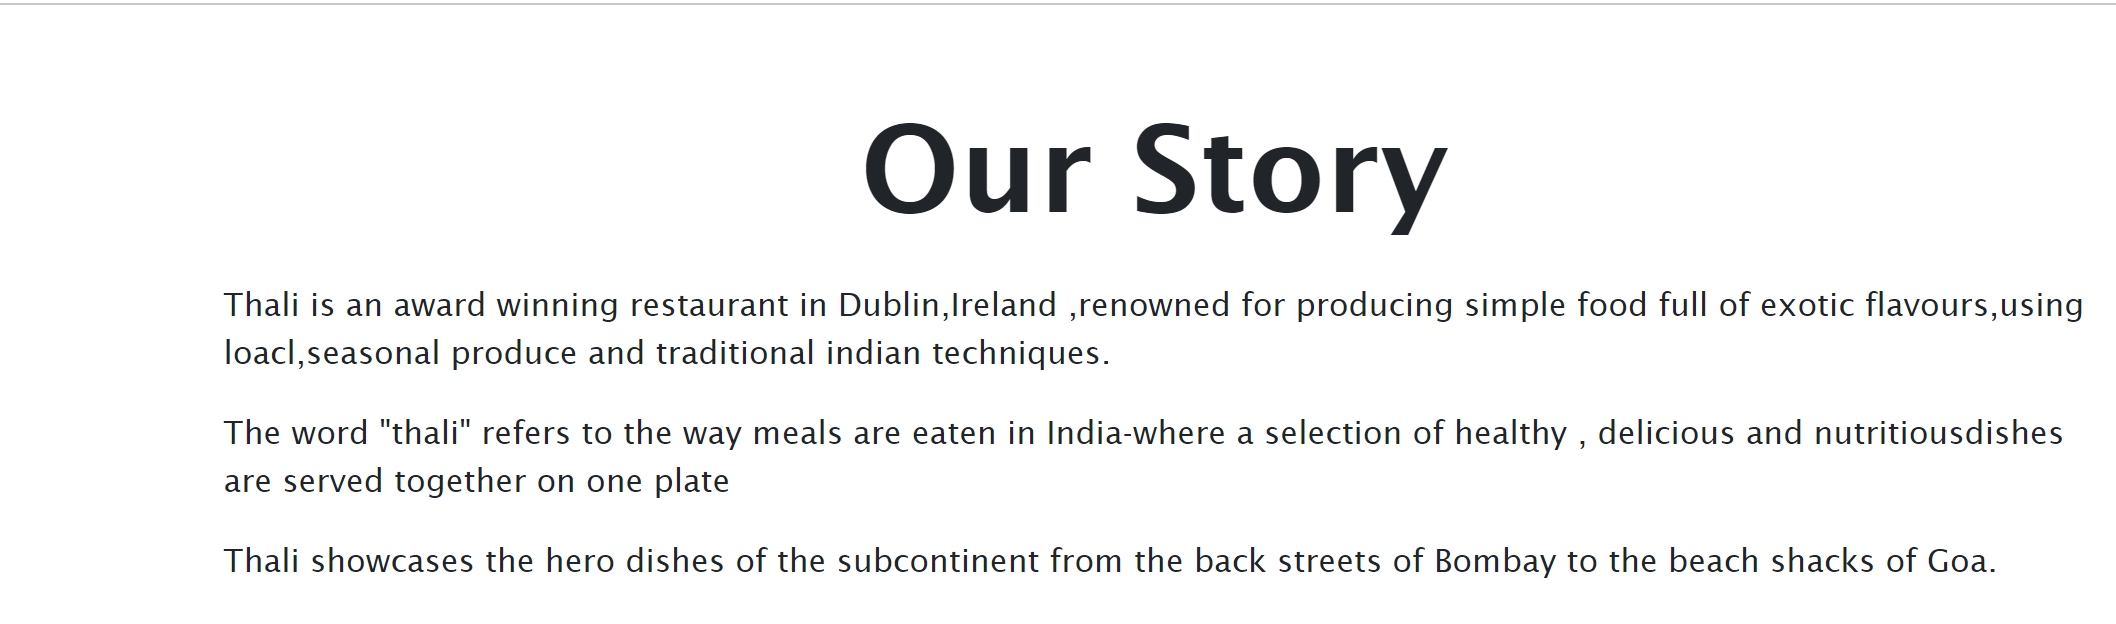 Our Story
Thali is an award winning restaurant in Dublin,Ireland ,renowned for producing simple food full of exotic flavours,using
loacl,seasonal produce and traditional indian techniques.
The word "thali" refers to the way meals are eaten in India-where a selection of healthy , delicious and nutritiousdishes
are served together on one plate
Thali showcases the hero dishes of the subcontinent from the back streets of Bombay to the beach shacks of Goa.